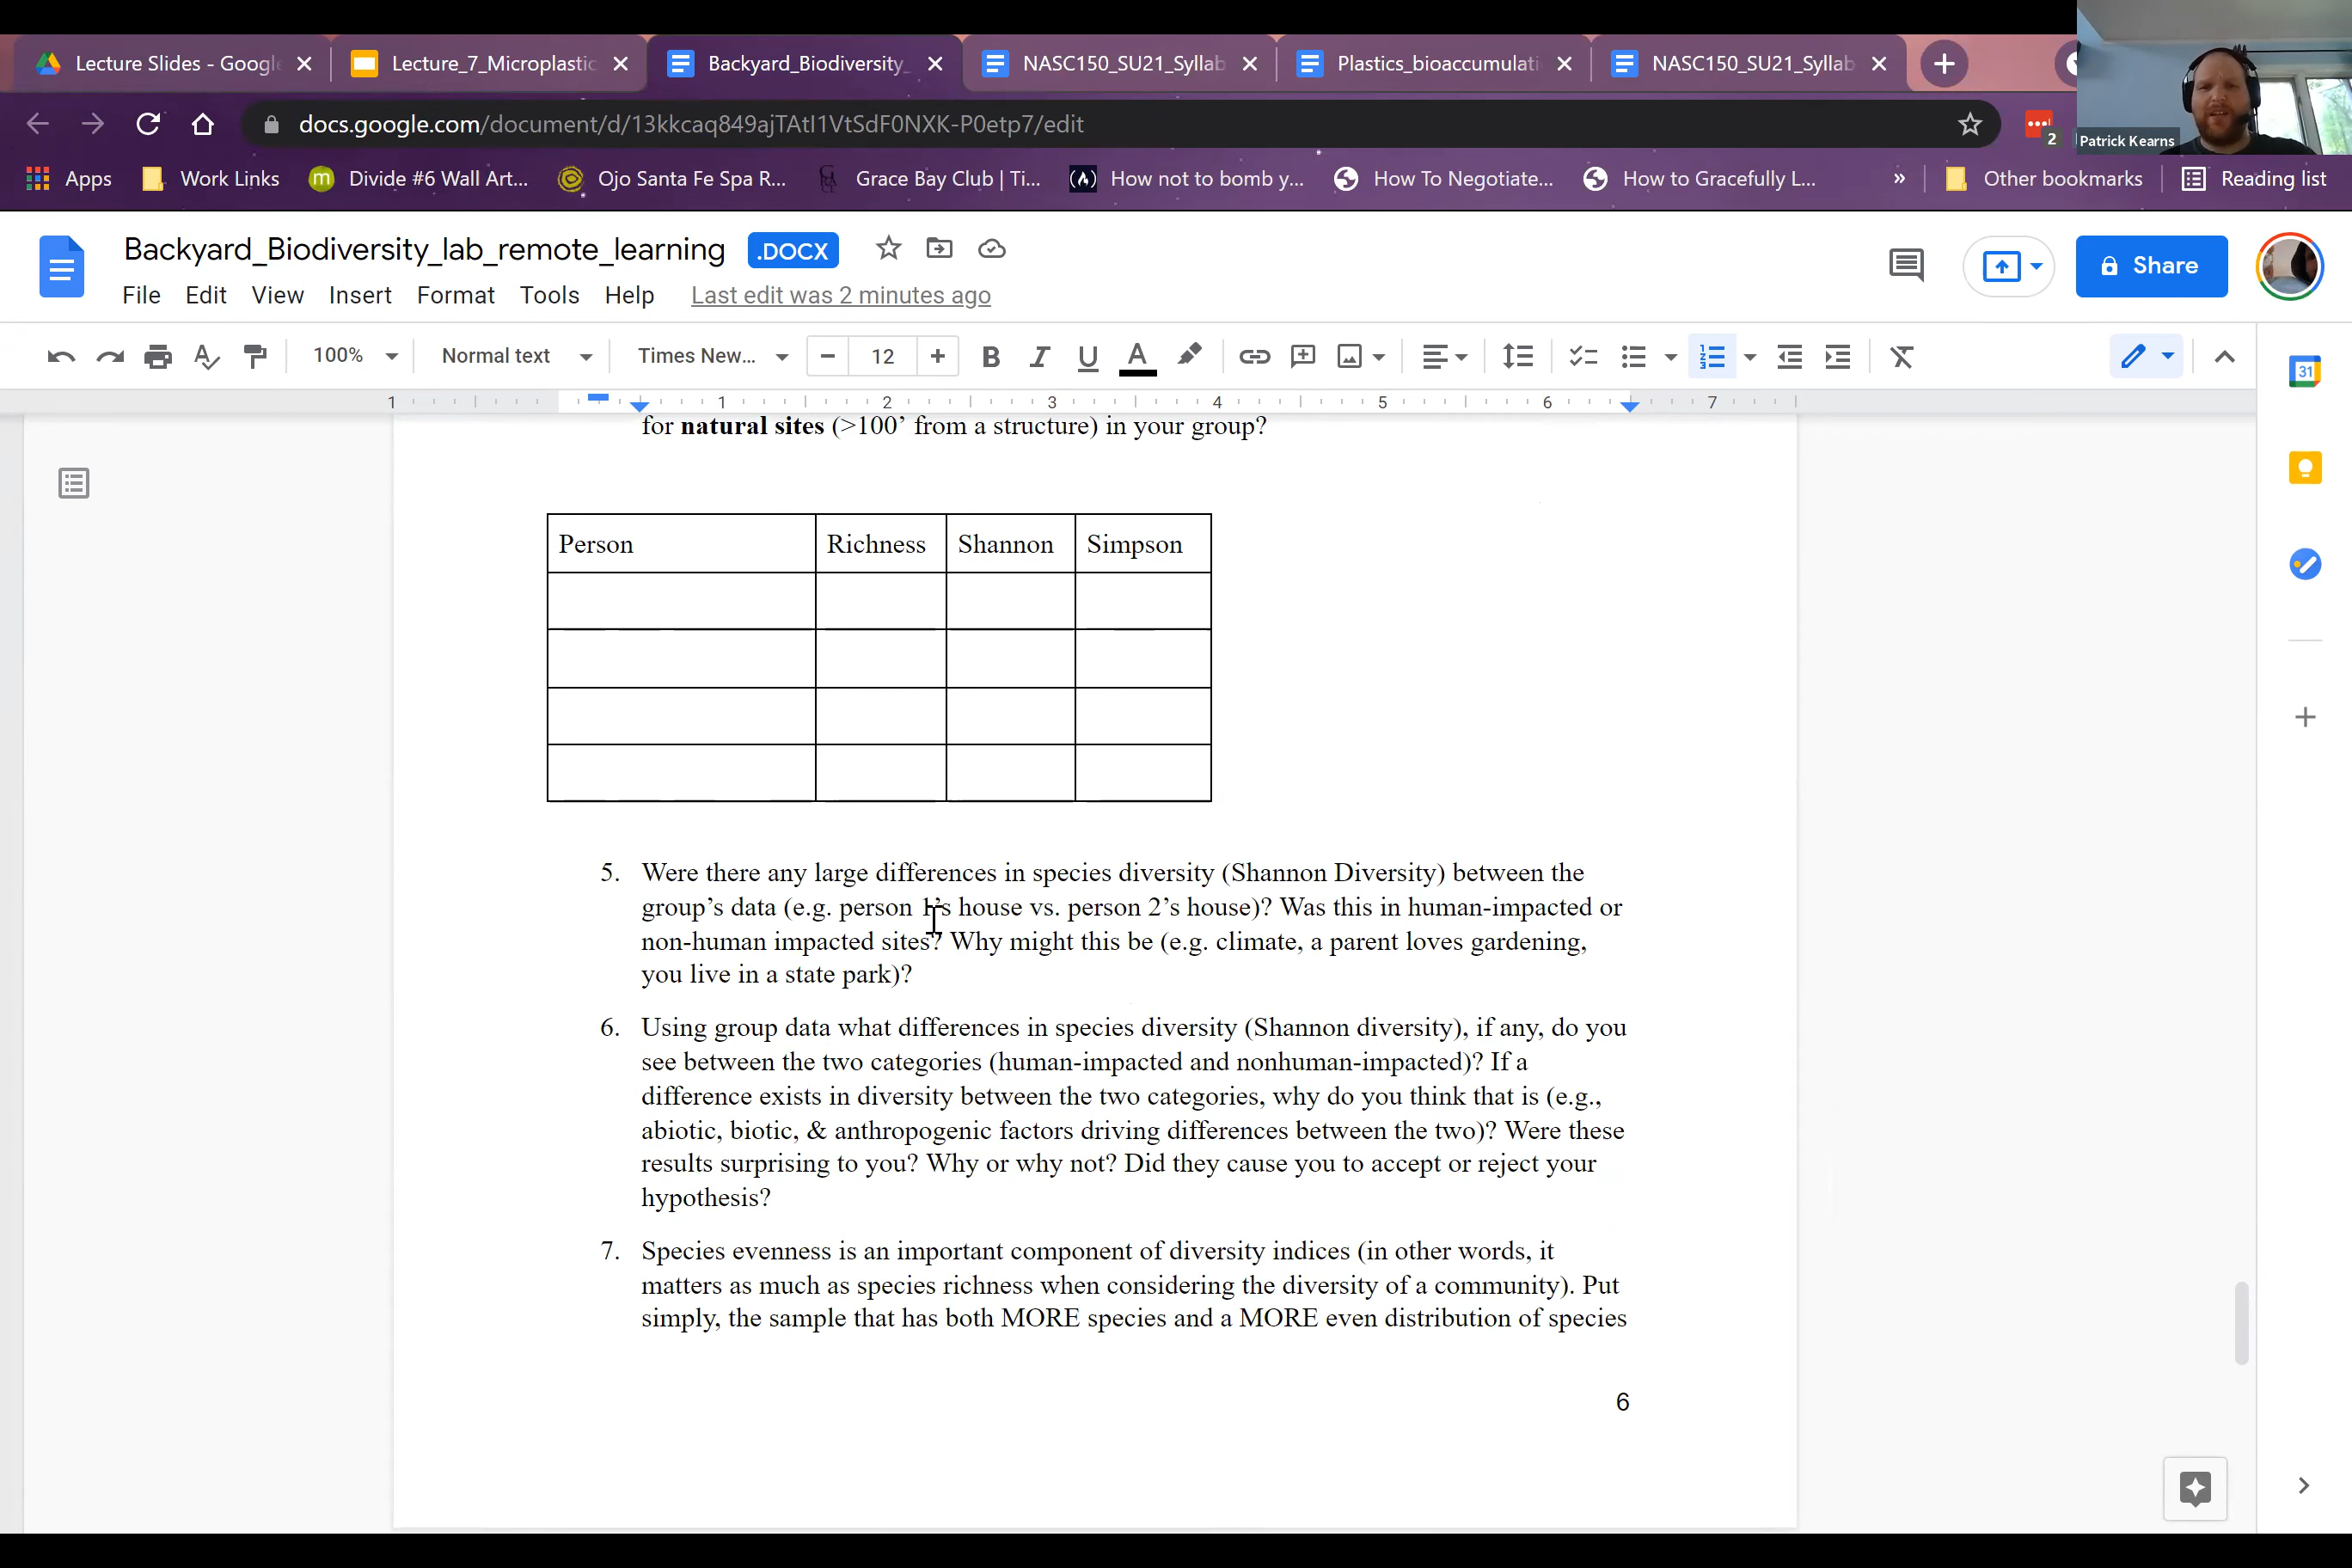 Lecture Slides - Google
Lecture_7_Microplastic
Backyard_Biodiversity_
NASC150_SU21_Syllab
Plastics_bioaccumulati
NASC150_SU21_Syllab
docs.google.com/document/d/13kkcaq849ajTAtI1VtSdF0NXK-P0etp7/edit
2
Patrick Kearns
Apps
Work Links
Divide #6 Wall Art...
Ojo Santa Fe Spa R...
Grace Bay Club | Ti...
How not to bomb y...
How To Negotiate...
How to Gracefully L...
»
Other bookmarks
Reading list
Backyard_Biodiversity_lab_remote_learning
.DOCX
Share
File Edit View Insert Format Tools Help
Last edit was 2 minutes ago
100%
Normal text
Times New...
12
B I U A
31
1 1 2 3 4 5 6 7
for natural sites (>100’ from a structure) in your group?
Person Richness Shannon Simpson
5. Were there any large differences in species diversity (Shannon Diversity) between the
group’s data (e.g. person 1’s house vs. person 2’s house)? Was this in human-impacted or
non-human impacted sites? Why might this be (e.g. climate, a parent loves gardening,
you live in a state park)?
6. Using group data what differences in species diversity (Shannon diversity), if any, do you
see between the two categories (human-impacted and nonhuman-impacted)? If a
difference exists in diversity between the two categories, why do you think that is (e.g.,
abiotic, biotic, & anthropogenic factors driving differences between the two)? Were these
results surprising to you? Why or why not? Did they cause you to accept or reject your
hypothesis?
7. Species evenness is an important component of diversity indices (in other words, it
matters as much as species richness when considering the diversity of a community). Put
simply, the sample that has both MORE species and a MORE even distribution of species
6